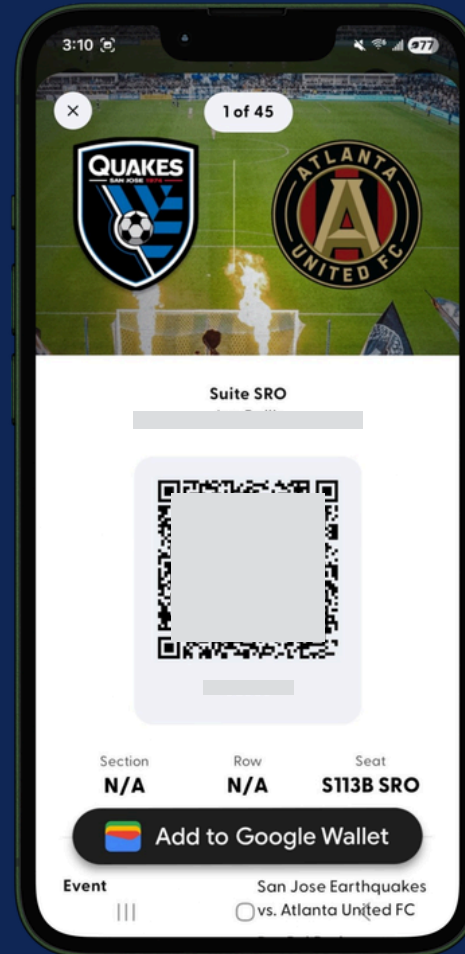 3:10
77
1 of 45
QUAKES
SAN JOSE 1974
ATLANTA
UNITED FC
Suite SRO
Section Row Seat
N/A N/A S113B SRO
Add to Google Wallet
Event San Jose Earthquakes
vs. Atlanta United FC